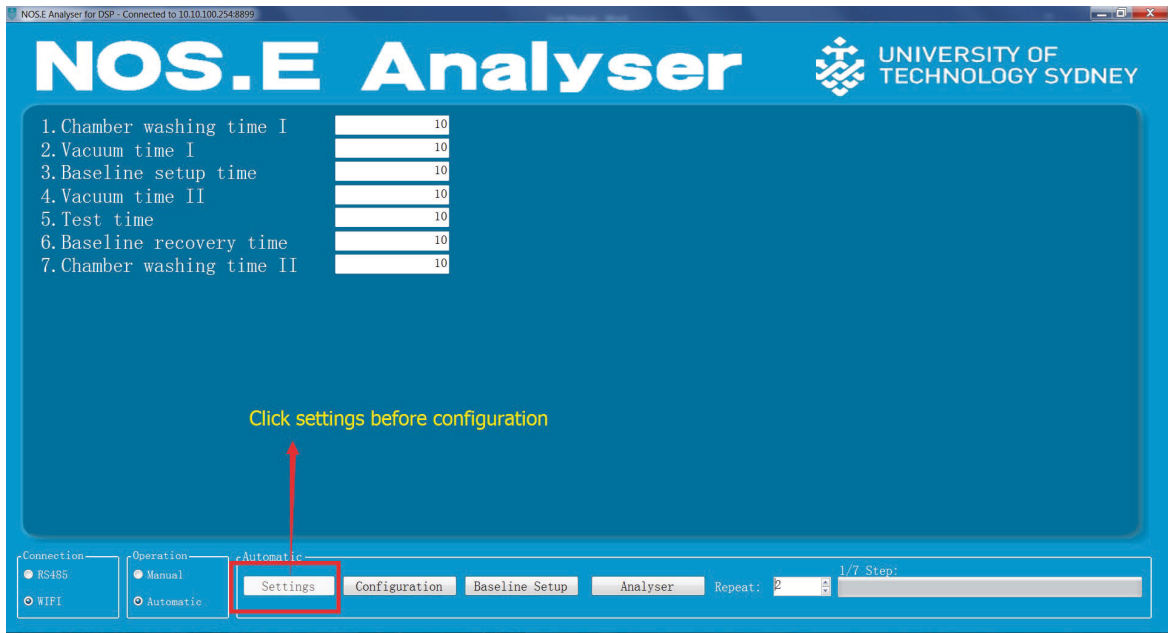 NOS.E Analyser for DSP - Connected to 10.10.100.254:8899
NOS.E Analyser
UNIVERSITY OF
TECHNOLOGY SYDNEY
1.Chamber washing time I 10
2.Vacuum time I 10
3.Baseline setup time 10
4.Vacuum time II 10
5.Test time 10
6.Baseline recovery time 10
7.Chamber washing time II 10
Click settings before configuration
Connection
RS485
WIFI
Operation
Manual
Automatic
Automatic
Settings Configuration Baseline Setup Analyser Repeat: 2
1/7 Step: